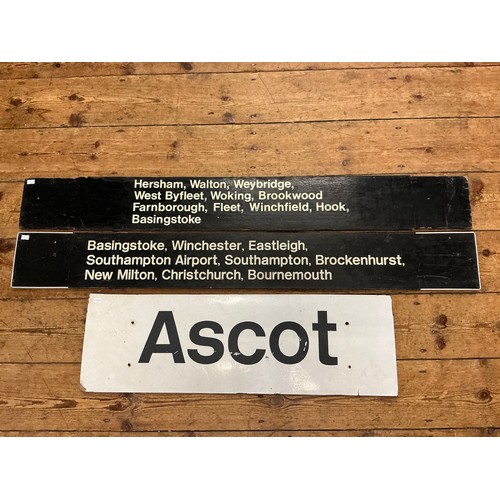 Hersham, Walton, Weybridge,
West Byfleet, Woking, Brookwood
Farnborough, Fleet, Winchfield, Hook,
Basingstoke
Basingstoke, Winchester, Eastleigh,
Southampton Airport, Southampton, Brockenhurst,
New Milton, Christchurch, Bournemouth
Ascot